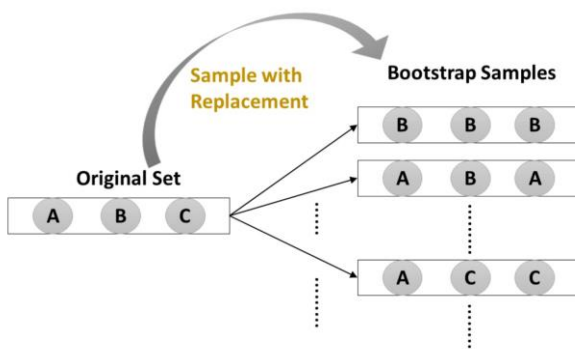 Sample with
Replacement
Bootstrap Samples
B B B
Original Set
A B A
A B C
A C C